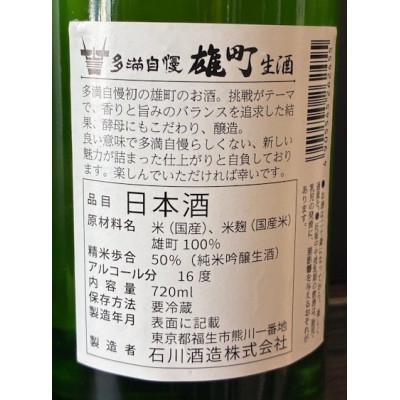 多満自慢 雄町 生酒
多満自慢初の雄町のお酒。挑戦がテーマ
で、香りと旨みのバランスを追求した結
果、酵母にもこだわり、醸造。
良い意味で多満自慢らしくない、新しい
魅力が詰まった仕上がりと自負しており
ます。楽しんでいただければ幸いです。
品目 日本酒
原材料名 米（国産）、米麹（国産米）
雄町 100%
精米歩合 50%（純米吟醸生酒）
アルコール分 16度
内容量 720ml
保存方法 要冷蔵
製造年月 表面に記載
東京都福生市熊川一番地
製造者 石川酒造株式会社